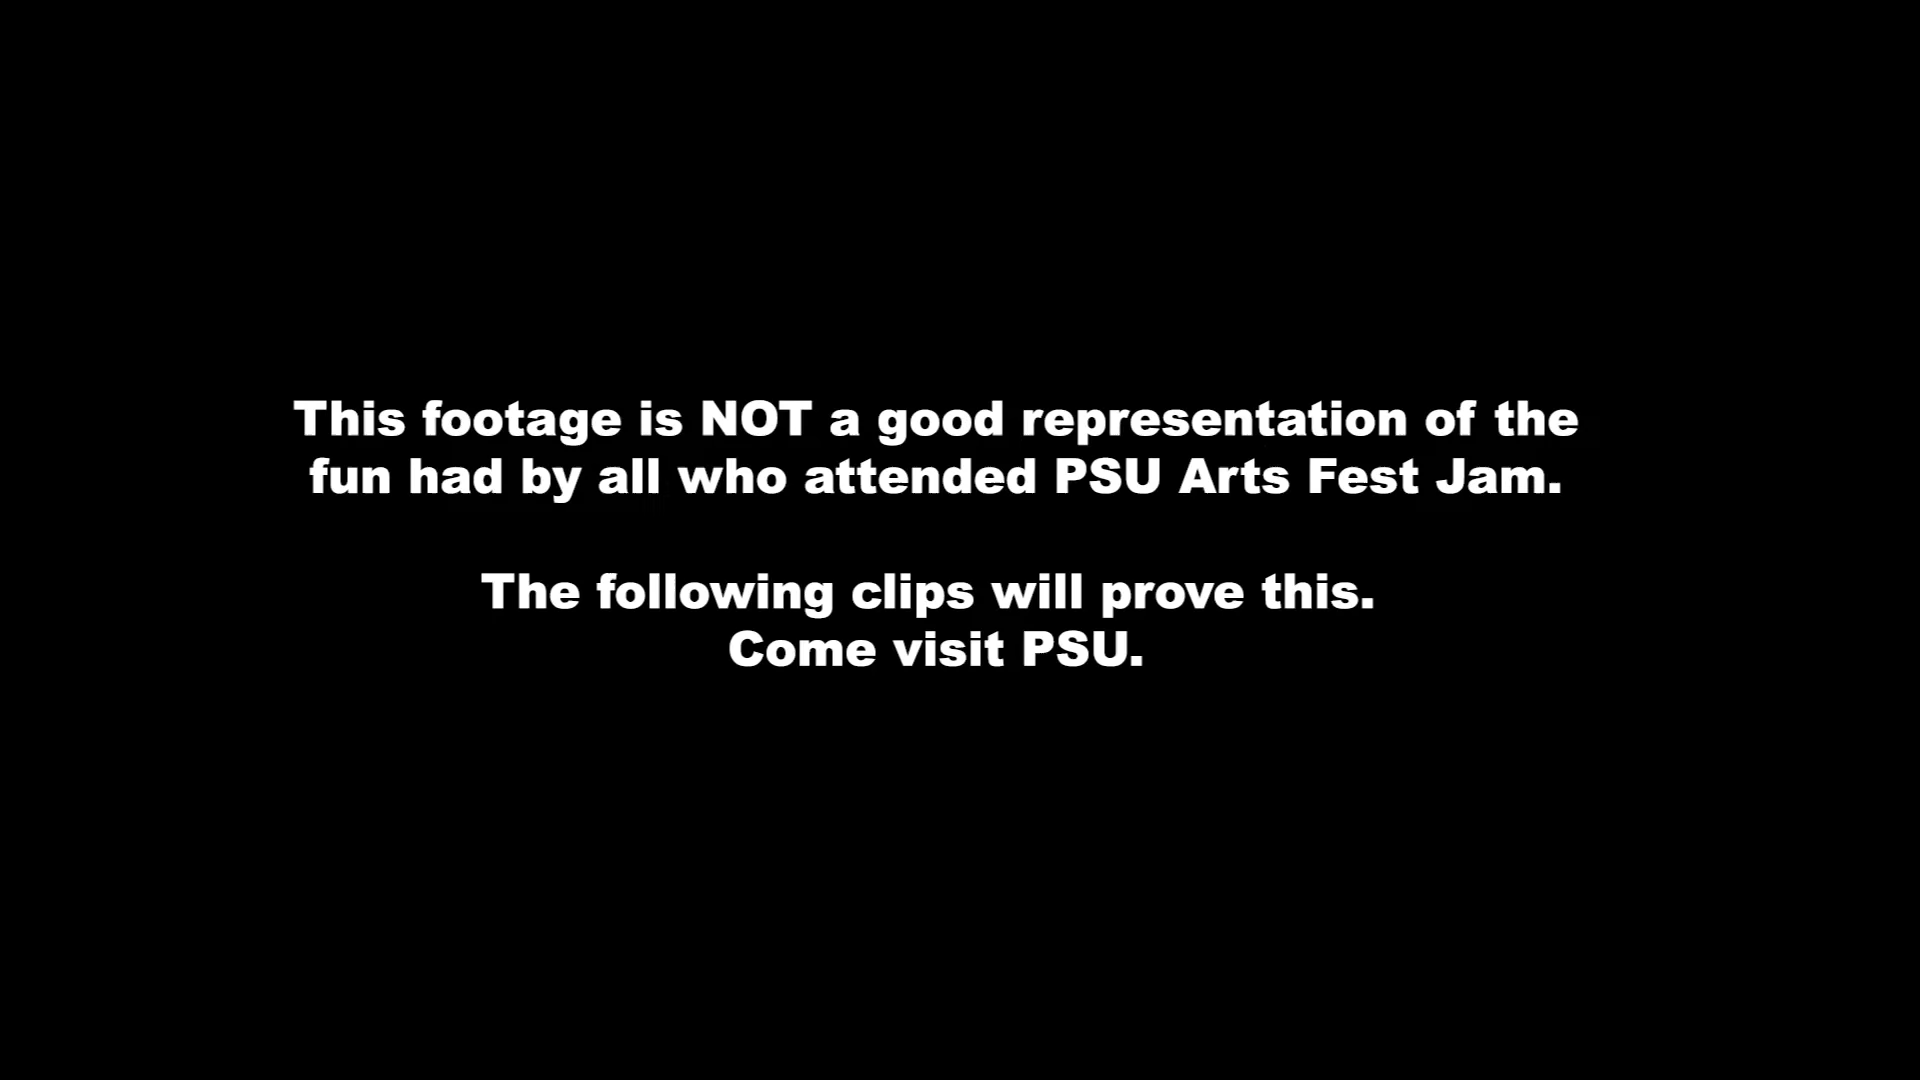 This footage is NOT a good representation of the
fun had by all who attended PSU Arts Fest Jam.
The following clips will prove this.
Come visit PSU.